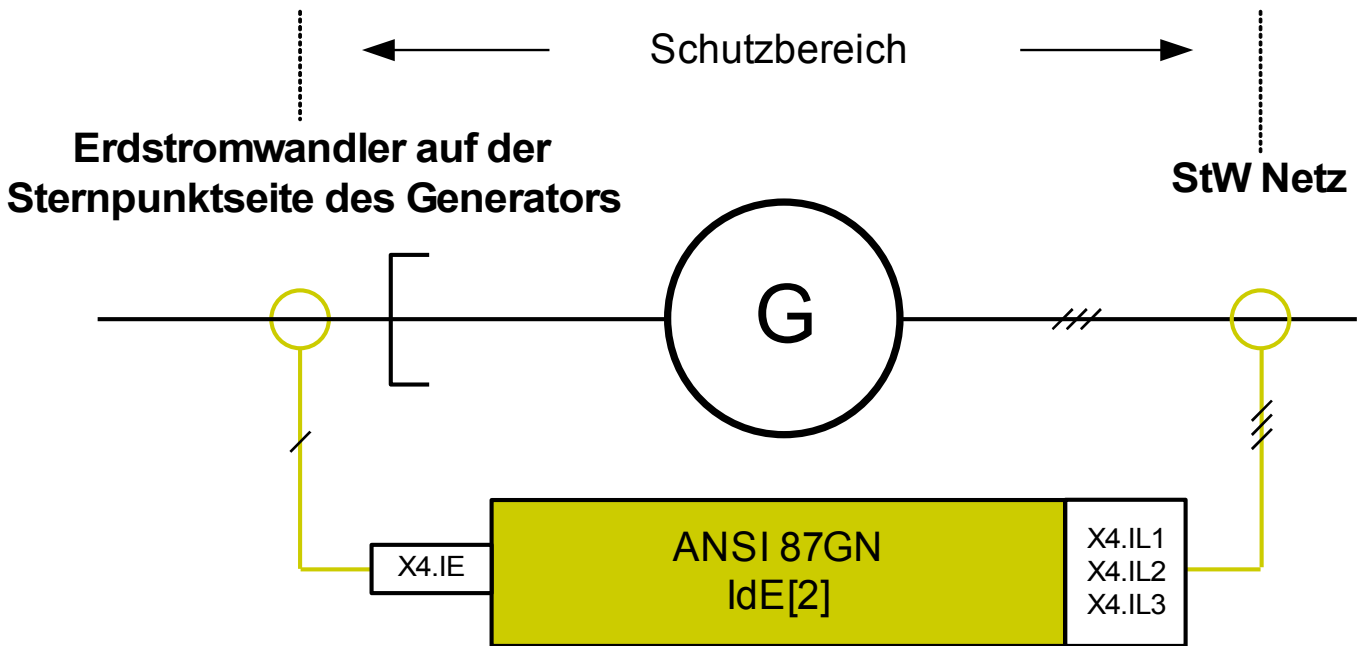 Schutzbereich
Erdstromwandler auf der
Sternpunktseite des Generators
StW Netz
G
X4.IE
ANSI 87GN
IdE[2]
X4.IL1
X4.IL2
X4.IL3